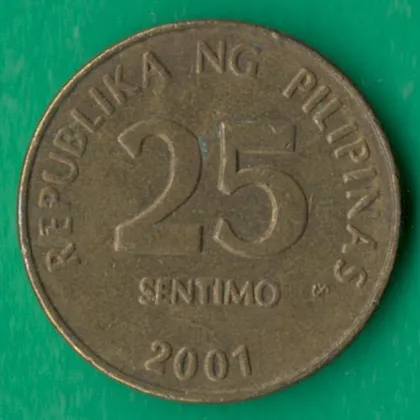 REPUBLIKA NG PILIPINAS
25
SENTIMO
2001